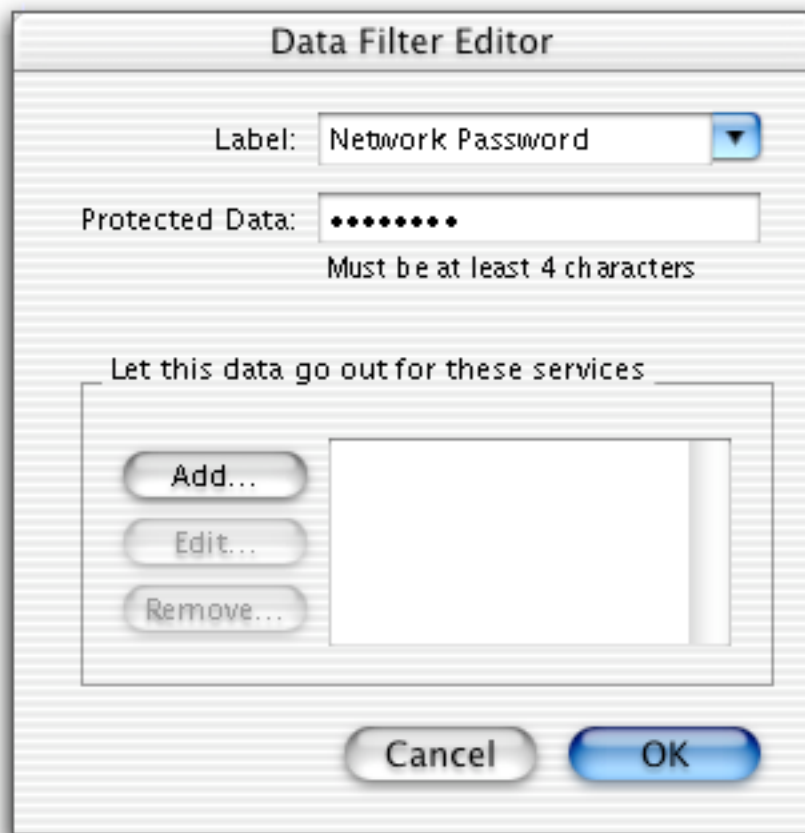 Data Filter Editor
Label: Network Password
Protected Data: ••••••••
Must be at least 4 characters
Let this data go out for these services
Add...
Edit...
Remove...
Cancel OK